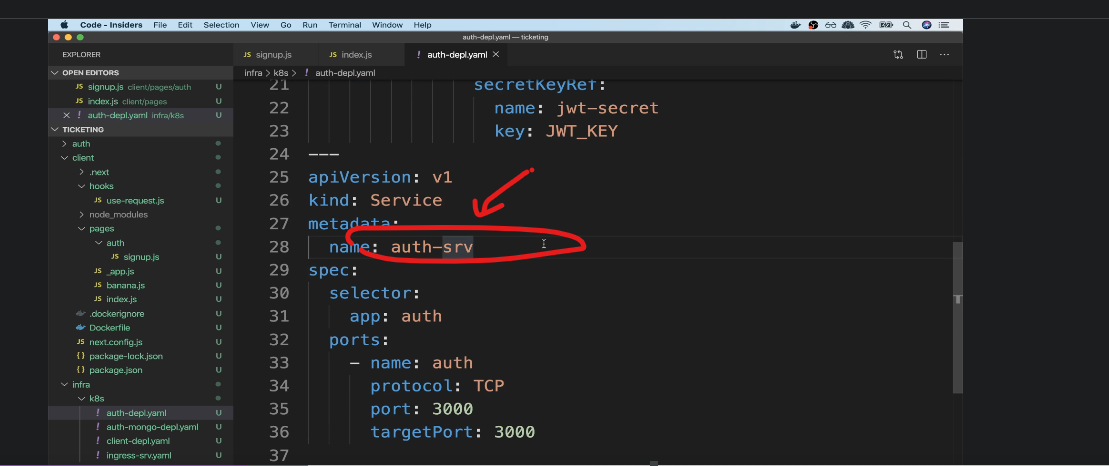 Code - Insiders File Edit Selection View Go Run Terminal Window Help
auth-depl.yaml — ticketing
EXPLORER
JS signup.js JS index.js ! auth-depl.yaml ×
OPEN EDITORS
infra > k8s > ! auth-depl.yaml
JS signup.js client/pages/auth U
JS index.js client/pages U
× ! auth-depl.yaml infra/k8s U
TICKETING
> auth
client
> .next
hooks
JS use-request.js U
> node_modules
pages
auth
JS signup.js U
JS _app.js U
JS banana.js U
JS index.js U
.dockerignore U
Dockerfile U
JS next.config.js U
{} package-lock.json U
{} package.json U
infra
k8s
! auth-depl.yaml U
! auth-mongo-depl.yaml U
! client-depl.yaml U
! ingress-srv.yaml U
21 secretKeyRef:
22 name: jwt-secret
23 key: JWT_KEY
24 ---
25 apiVersion: v1
26 kind: Service
27 metadata:
28 name: auth-srv
29 spec:
30 selector:
31 app: auth
32 ports:
33 - name: auth
34 protocol: TCP
35 port: 3000
36 targetPort: 3000
37